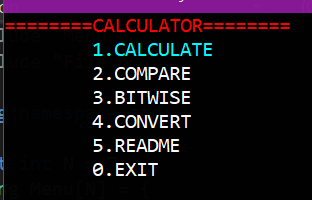 ========CALCULATOR========
1.CALCULATE
2.COMPARE
3.BITWISE
4.CONVERT
5.README
0.EXIT